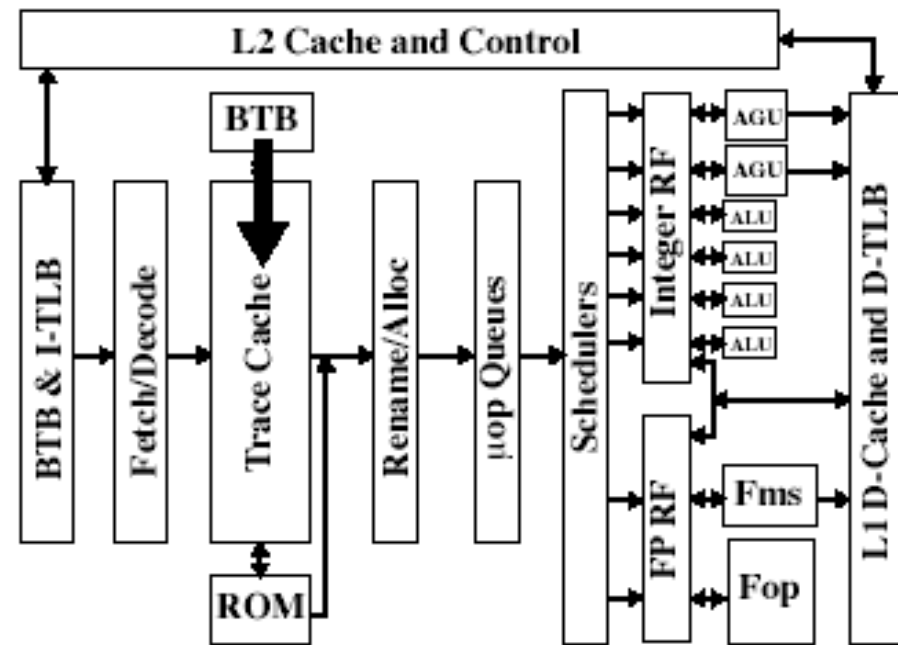 L2 Cache and Control
BTB
BTB & I-TLB
Fetch/Decode
Trace Cache
ROM
Rename/Alloc
µop Queues
Schedulers
Integer RF
FP RF
AGU
AGU
ALU
ALU
ALU
ALU
Fms
Fop
L1 D-Cache and D-TLB